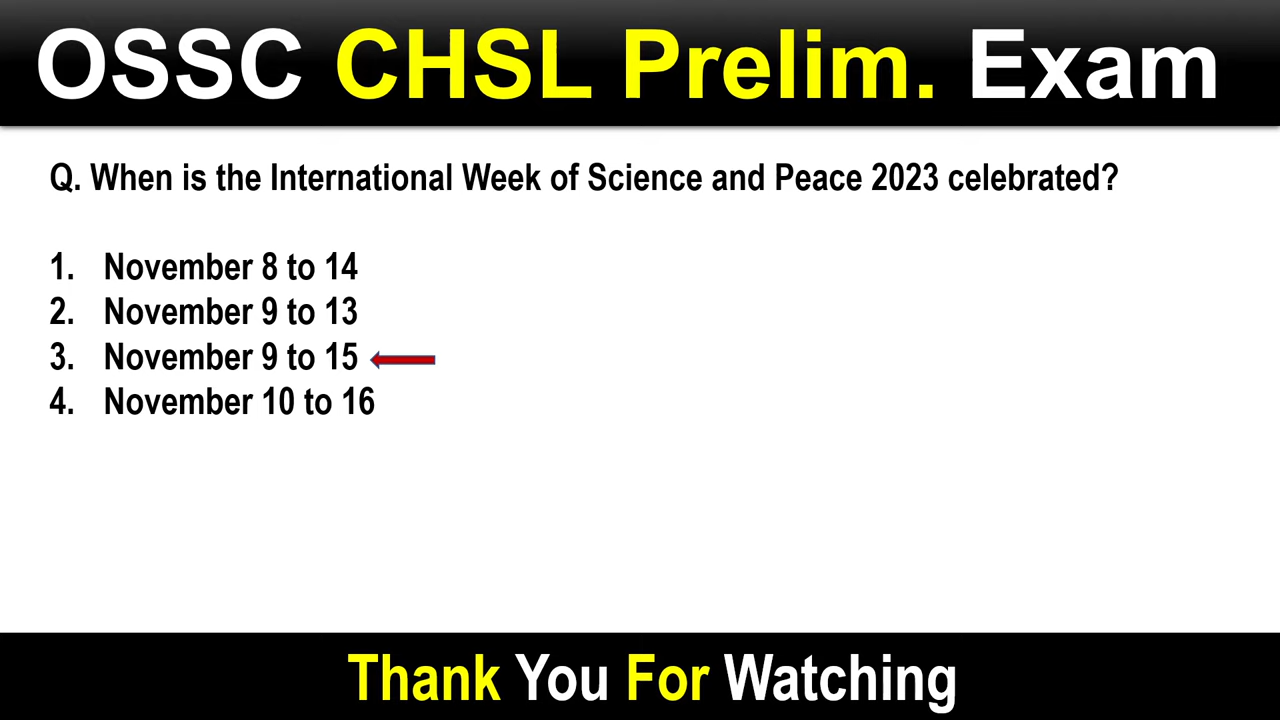 OSSC CHSL Prelim. Exam
Q. When is the International Week of Science and Peace 2023 celebrated?
1. November 8 to 14
2. November 9 to 13
3. November 9 to 15
4. November 10 to 16
Thank You For Watching